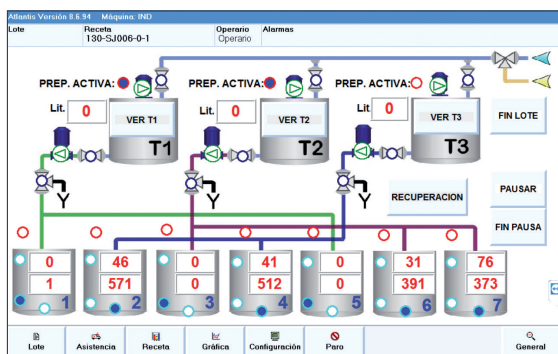 Atlantis Versión 8.6.94 Máquina: IND
Lote Receta Operario Alarmas
130-SJ006-0-1 Operario
PREP. ACTIVA: PREP. ACTIVA: PREP. ACTIVA:
Lit. 0 VER T1 Lit. 0 VER T2 Lit. 0 VER T3 FIN LOTE
T1 T2 T3
Y Y Y
RECUPERACION PAUSAR
FIN PAUSA
0 46 0 41 0 31 76
1 571 0 512 0 391 373
1 2 3 4 5 6 7
Lote Asistencia Receta Gráfica Configuración Paro General